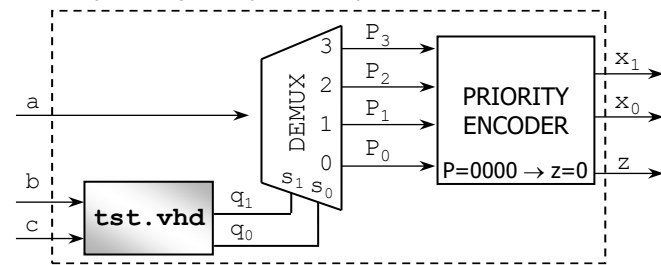 3 P3
x1
2 P2
PRIORITY
ENCODER
a
DEMUX
1 P1
x0
0 P0
P=0000 → z=0
z
b
s1 s0
q1
tst.vhd
c
q0